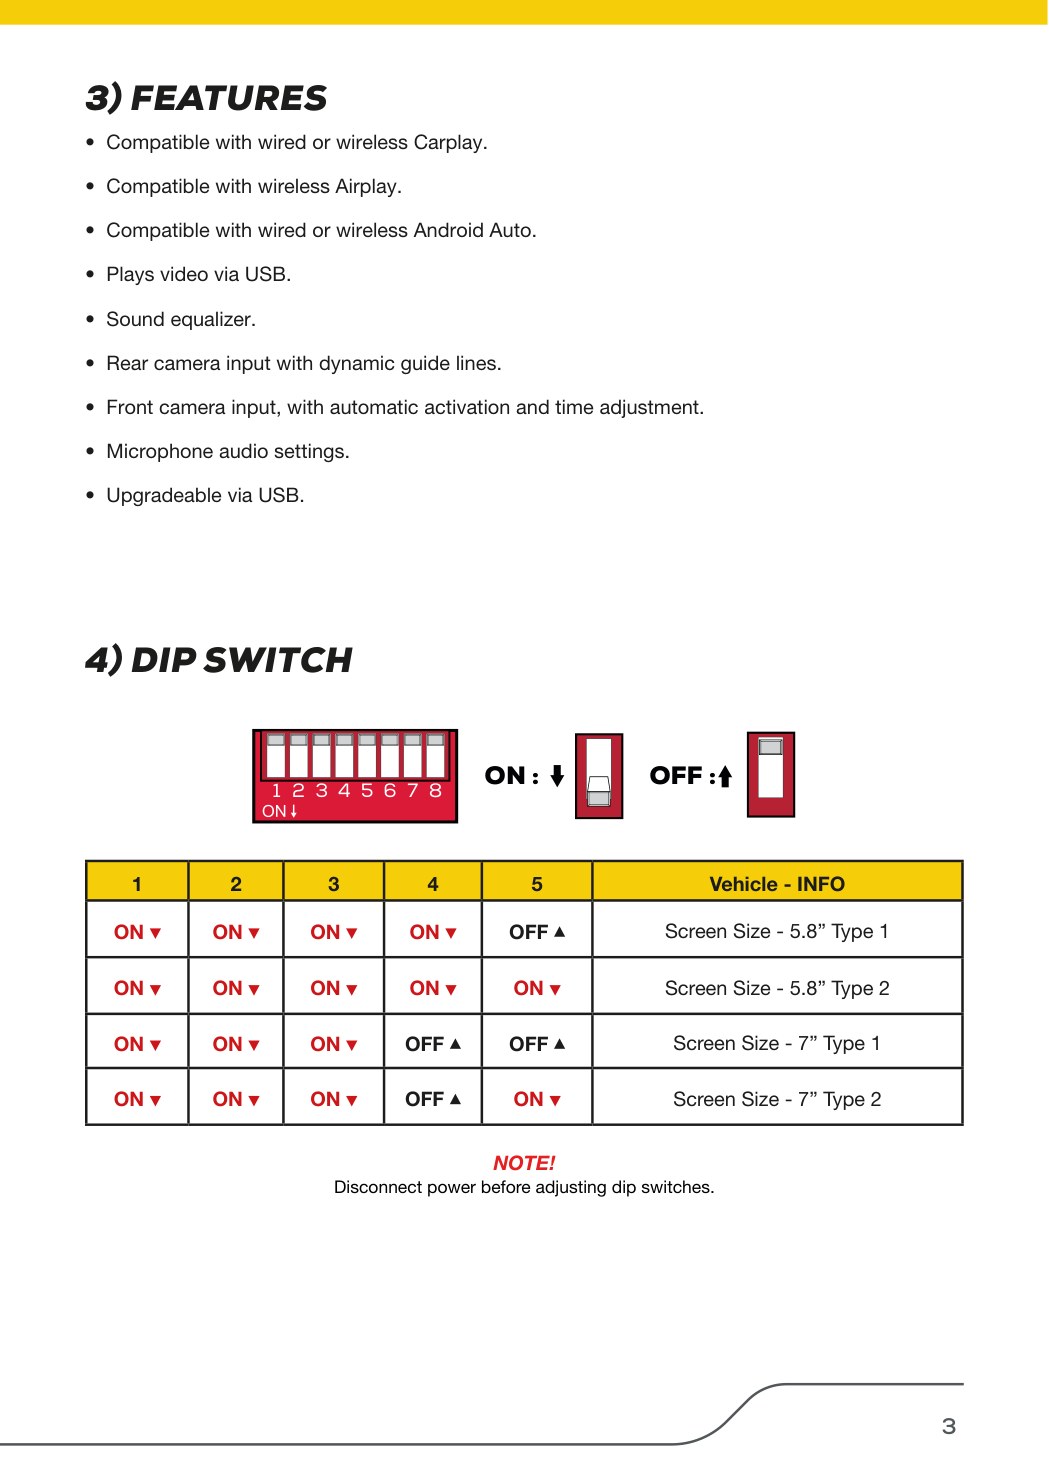 3) FEATURES
• Compatible with wired or wireless Carplay.
• Compatible with wireless Airplay.
• Compatible with wired or wireless Android Auto.
• Plays video via USB.
• Sound equalizer.
• Rear camera input with dynamic guide lines.
• Front camera input, with automatic activation and time adjustment.
• Microphone audio settings.
• Upgradeable via USB.
4) DIP SWITCH
1 2 3 4 5 6 7 8
ON↓
ON : ⬇ OFF :⬆
1 2 3 4 5 Vehicle - INFO
ON ▼ ON ▼ ON ▼ ON ▼ OFF ▲ Screen Size - 5.8” Type 1
ON ▼ ON ▼ ON ▼ ON ▼ ON ▼ Screen Size - 5.8” Type 2
ON ▼ ON ▼ ON ▼ OFF ▲ OFF ▲ Screen Size - 7” Type 1
ON ▼ ON ▼ ON ▼ OFF ▲ ON ▼ Screen Size - 7” Type 2
NOTE!
Disconnect power before adjusting dip switches.
3